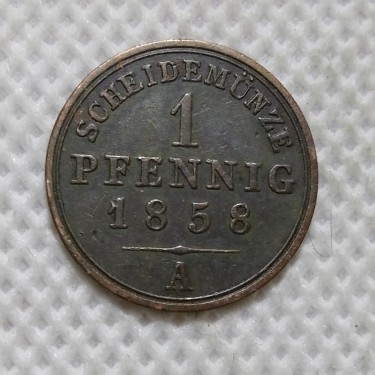 SCHEIDEMÜNZE
1
PFENNIG
1858
A